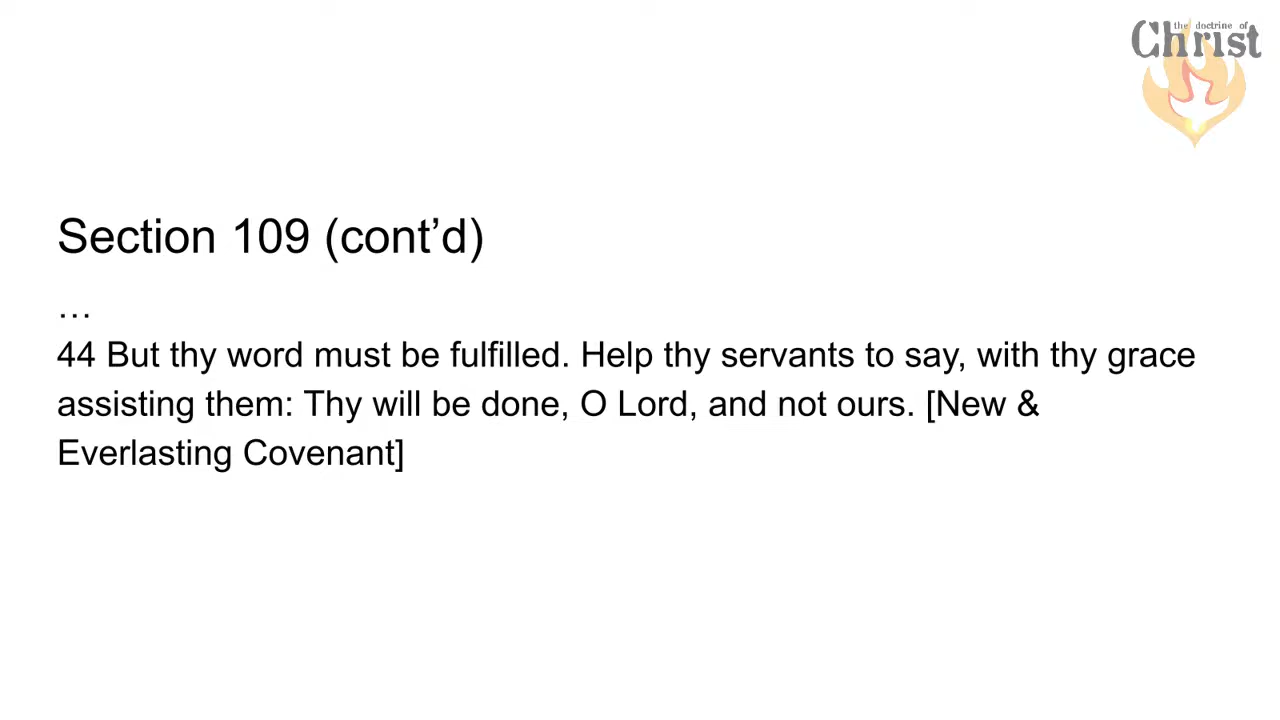 the doctrine of
Christ
Section 109 (cont’d)
…
44 But thy word must be fulfilled. Help thy servants to say, with thy grace
assisting them: Thy will be done, O Lord, and not ours. [New &
Everlasting Covenant]